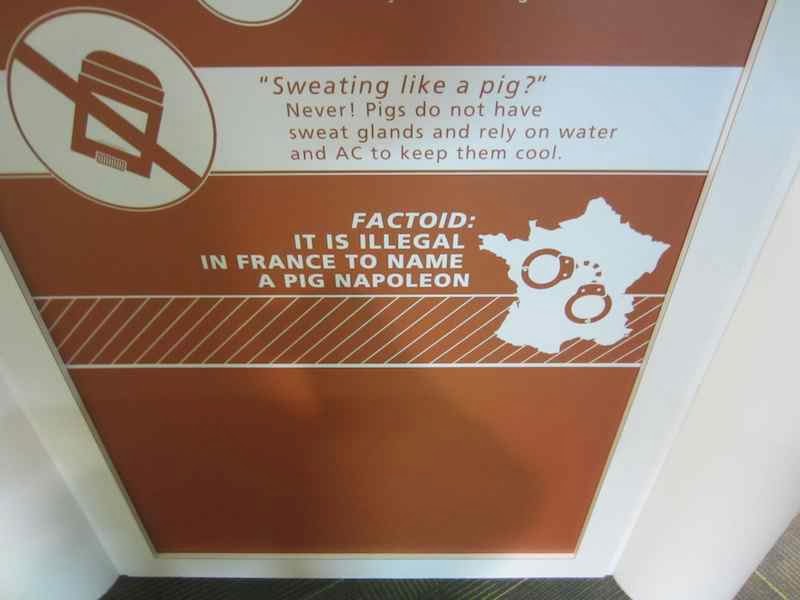 "Sweating like a pig?"
Never! Pigs do not have
sweat glands and rely on water
and AC to keep them cool.
FACTOID:
IT IS ILLEGAL
IN FRANCE TO NAME
A PIG NAPOLEON